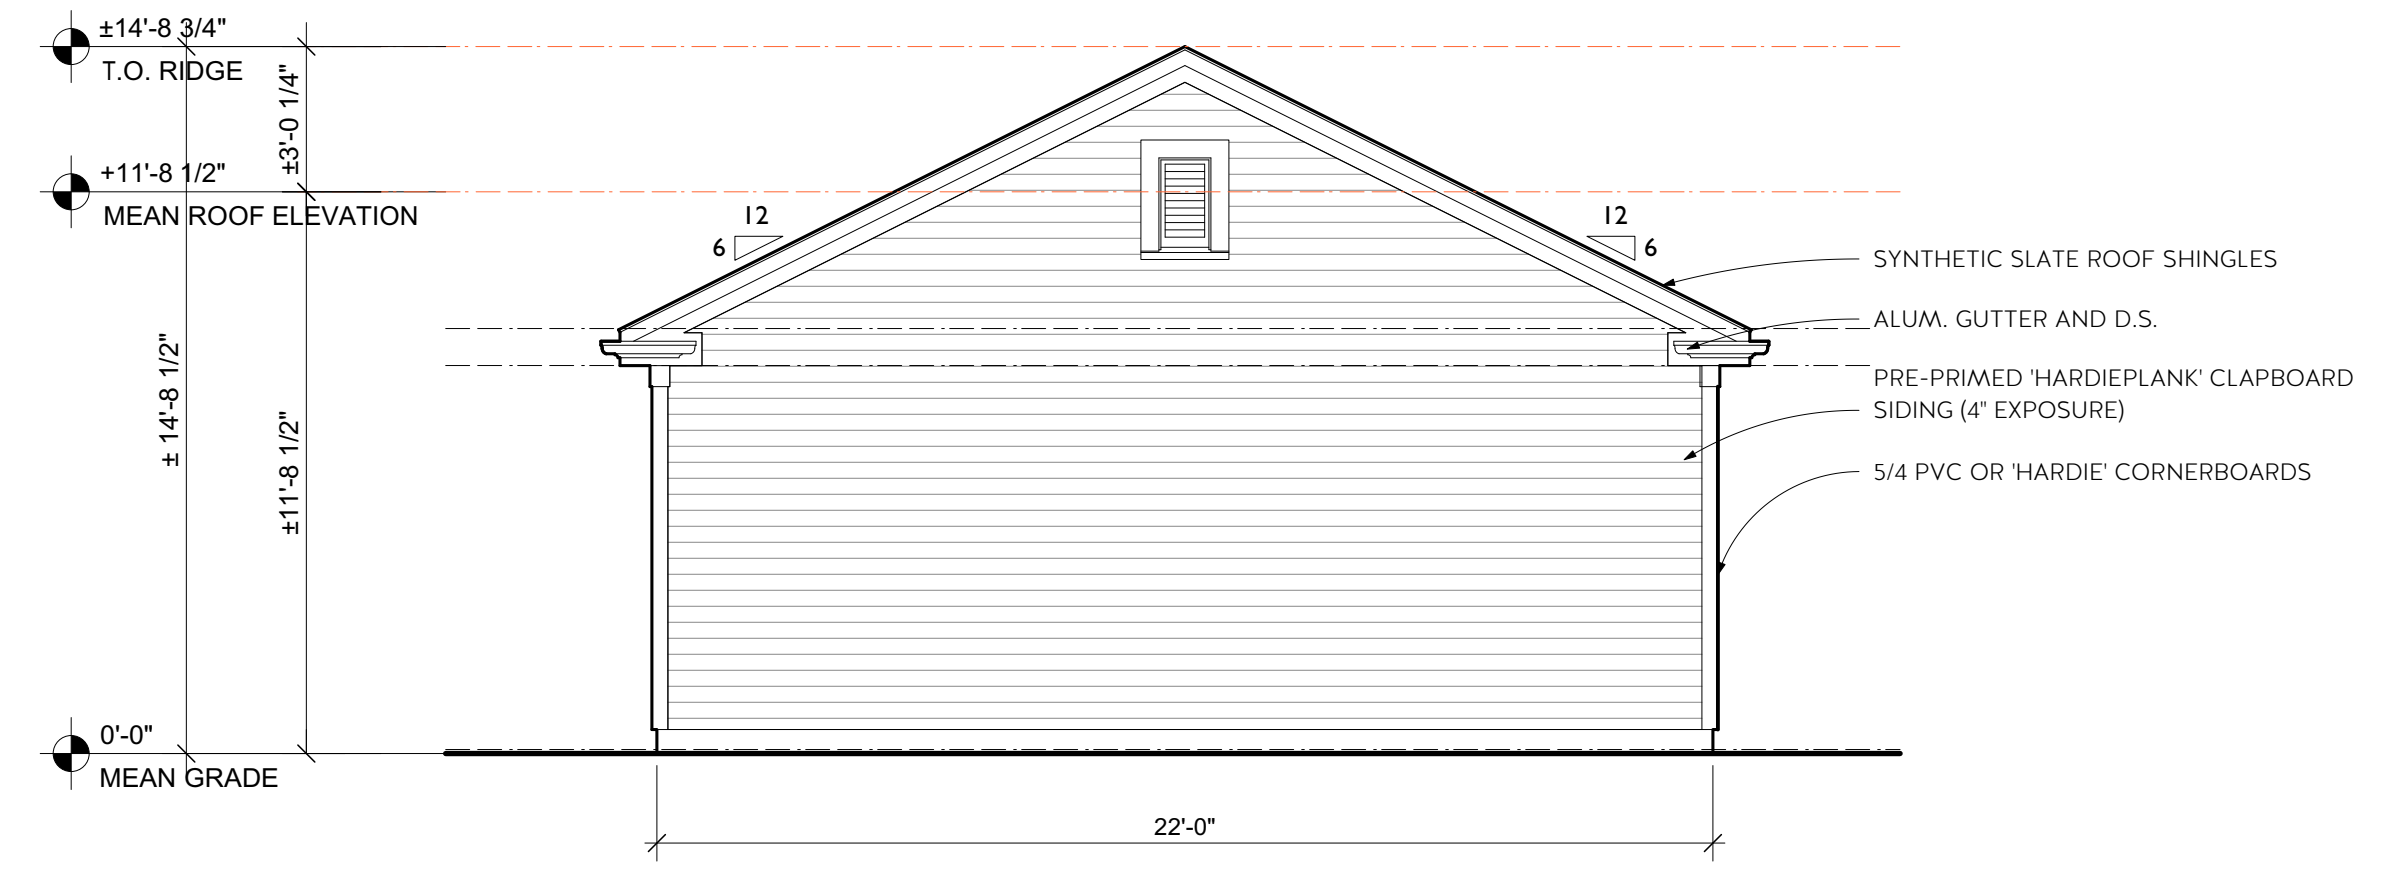 ±14'-8 3/4"
T.O. RIDGE
±3'-0 1/4"
+11'-8 1/2"
MEAN ROOF ELEVATION
12
6
12
6
SYNTHETIC SLATE ROOF SHINGLES
ALUM. GUTTER AND D.S.
PRE-PRIMED 'HARDIEPLANK' CLAPBOARD
SIDING (4" EXPOSURE)
5/4 PVC OR 'HARDIE' CORNERBOARDS
± 14'-8 1/2"
±11'-8 1/2"
0'-0"
MEAN GRADE
22'-0"